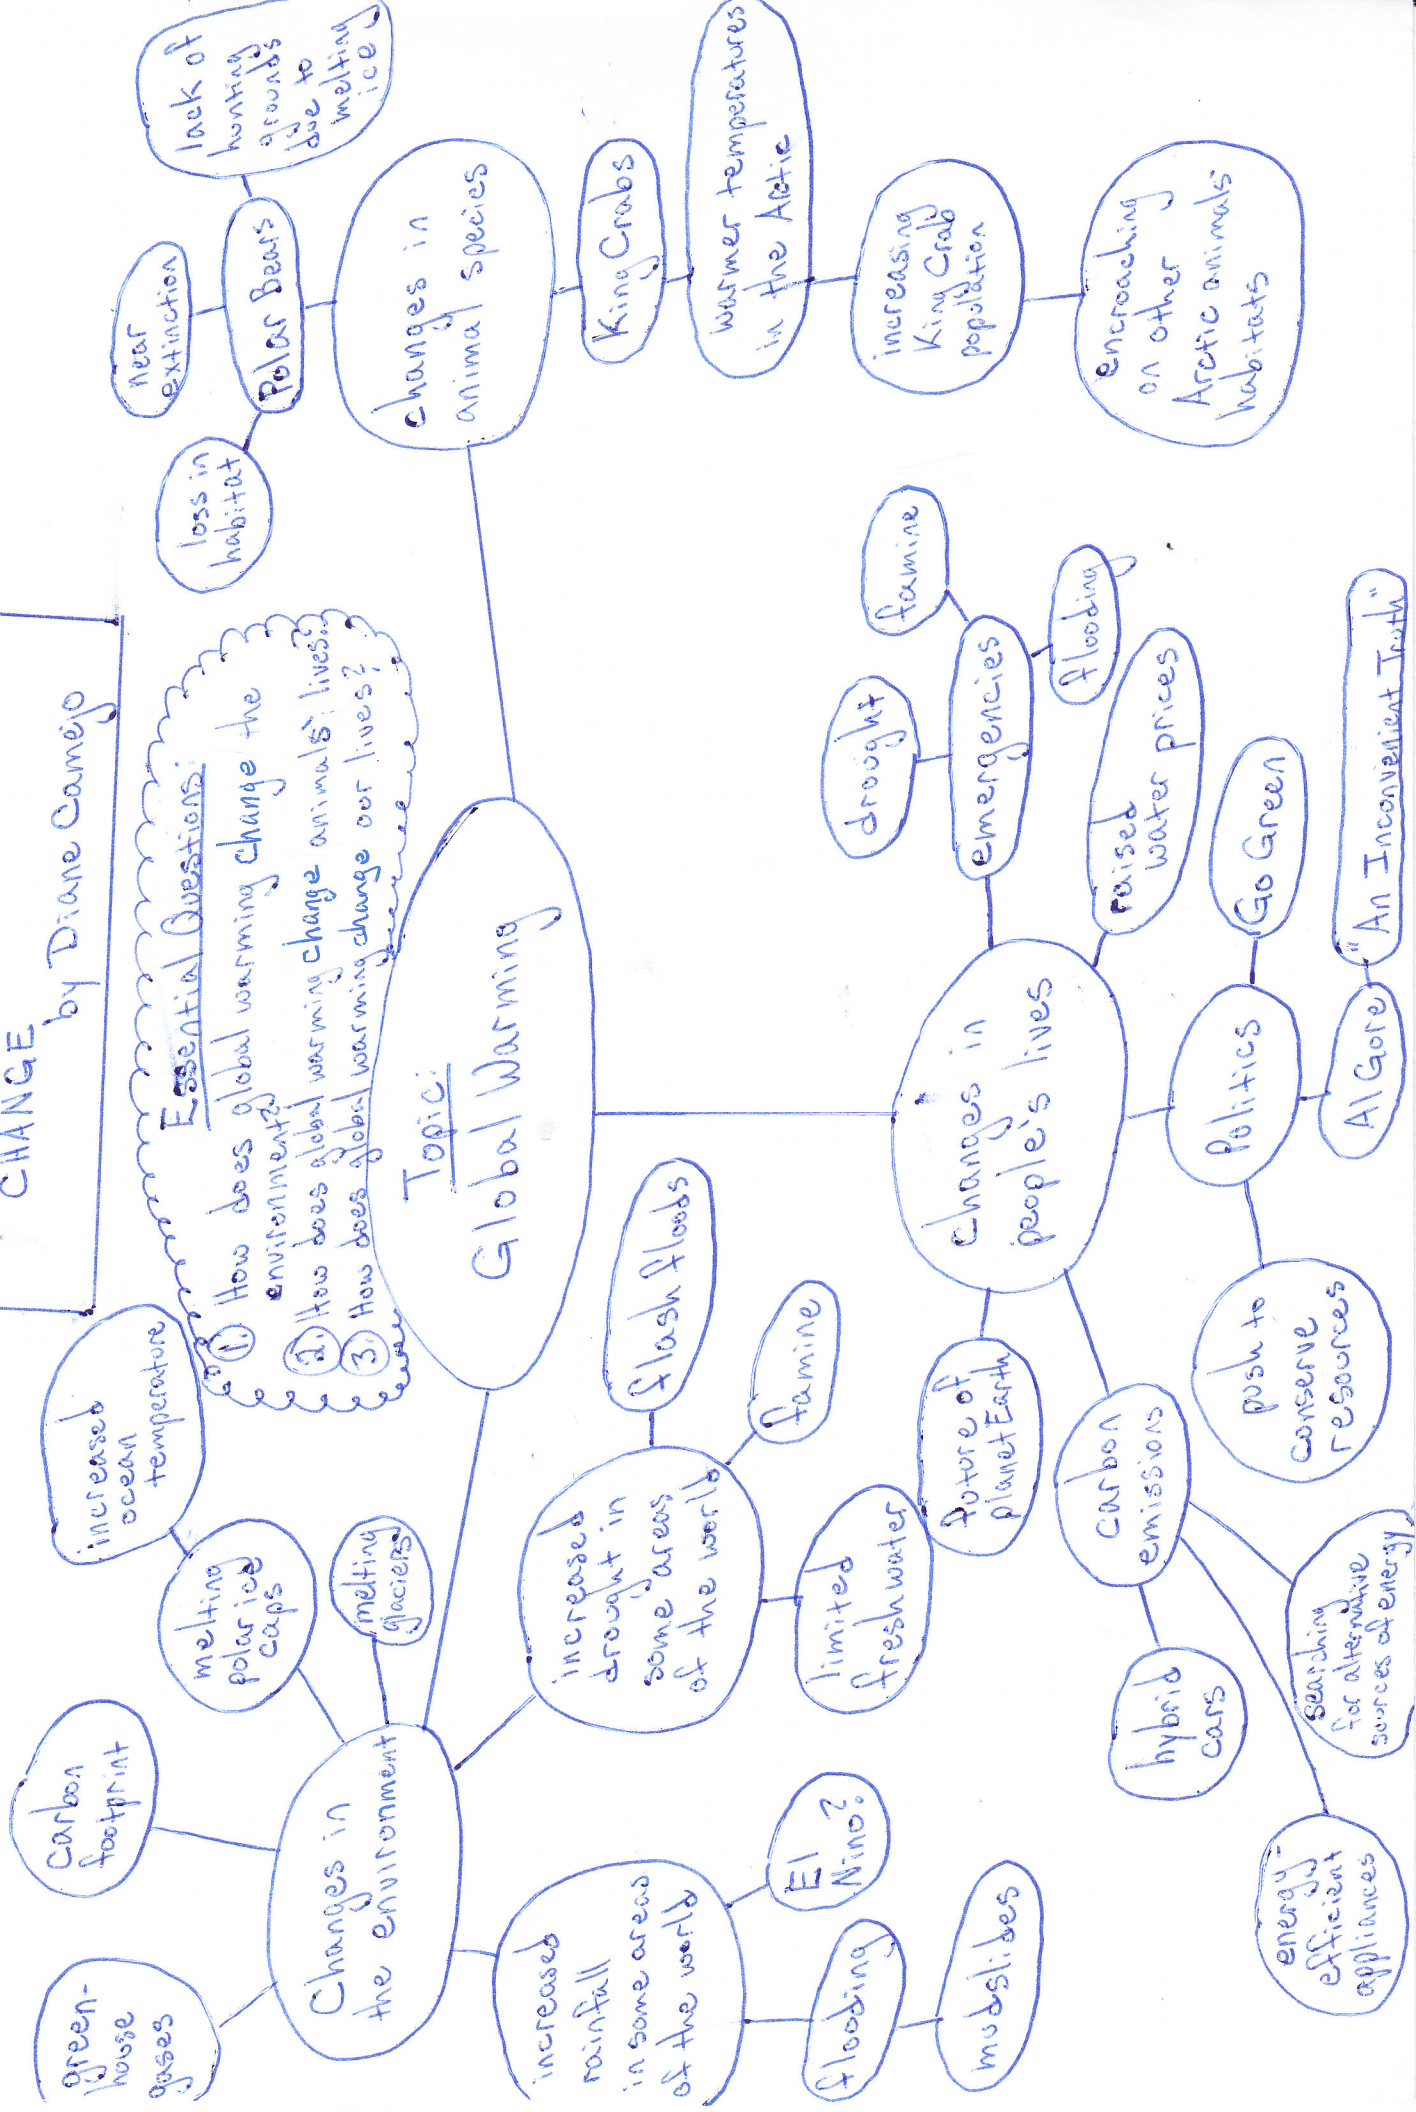 CHANGE
by Diane Camejo
Essential Questions:
1. How does global warming change the
environment?
2. How does global warming change animals' lives?
3. How does global warming change our lives?
Topic:
Global Warming
Changes in
the environment
green-
house
gases
Carbon
footprint
melting
polar ice
caps
increased
ocean
temperature
melting
glaciers
increased
drought in
some areas
of the world
flash floods
famine
limited
fresh water
increased
rainfall
in some areas
of the world
El
Nino?
flooding
mudslides
Changes in
people's lives
future of
planet Earth
carbon
emissions
hybrid
cars
energy-
efficient
appliances
searching
for alternative
sources of energy
Politics
push to
conserve
resources
Al Gore
"An Inconvenient Truth"
Go Green
raised
water prices
emergencies
drought
famine
flooding
changes in
animal species
Polar Bears
loss in
habitat
near
extinction
lack of
hunting
grounds
due to
melting
ice
King Crabs
warmer temperatures
in the Arctic
increasing
King Crab
population
encroaching
on other
Arctic animals'
habitats